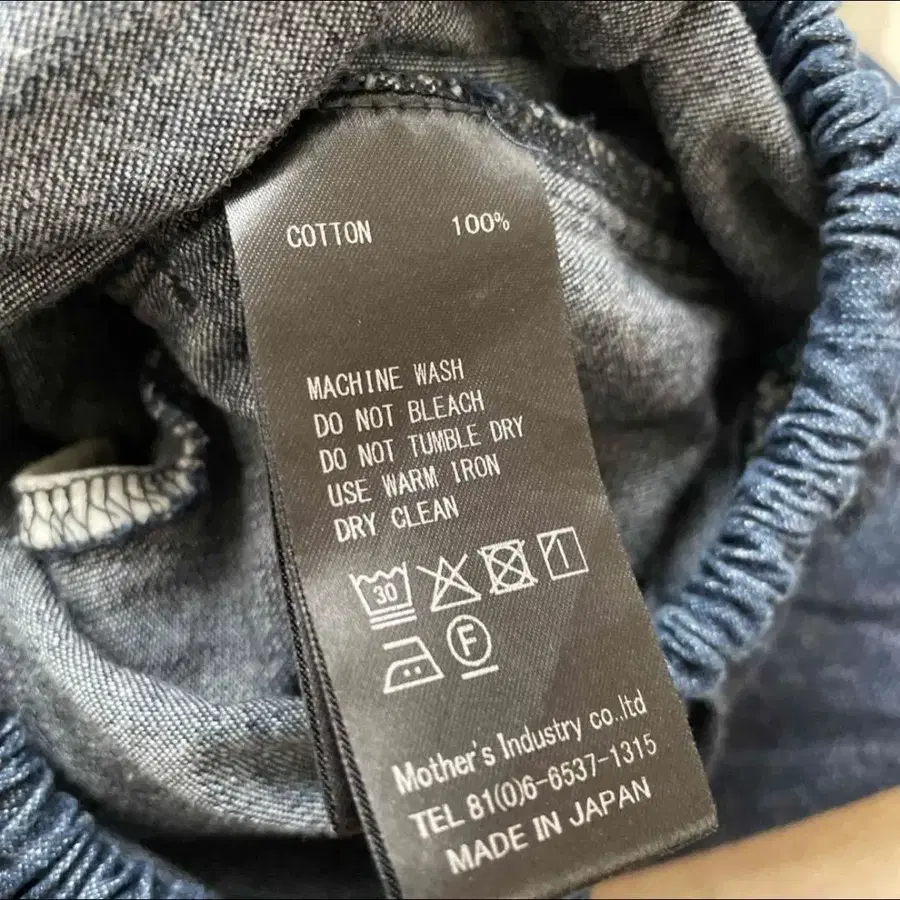 COTTON 100%
MACHINE WASH
DO NOT BLEACH
DO NOT TUMBLE DRY
USE WARM IRON
DRY CLEAN
30
F
Mother's Industry co.,ltd
TEL 81(0)6-6537-1315
MADE IN JAPAN